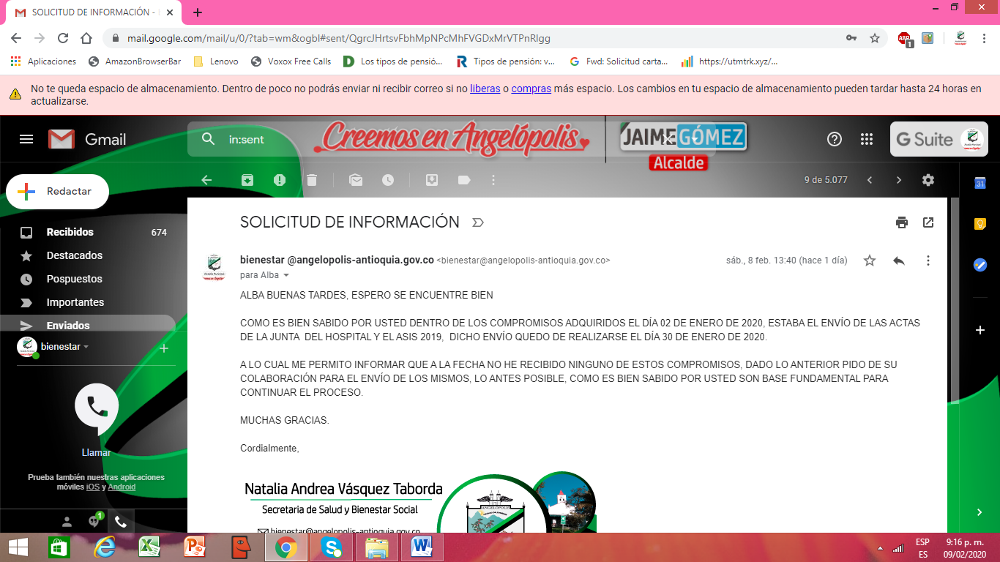 SOLICITUD DE INFORMACIÓN -
mail.google.com/mail/u/0/?tab=wm&ogbl#sent/QgrcJHrtsvFbhMpNPcMhFVGDxMrVTPnRlgg
ABP
1
Aplicaciones
AmazonBrowserBar
Lenovo
Voxox Free Calls
Los tipos de pensió...
Tipos de pensión: v...
Fwd: Solicitud carta...
https://utmtrk.xyz/...
No te queda espacio de almacenamiento. Dentro de poco no podrás enviar ni recibir correo si no liberas o compras más espacio. Los cambios en tu espacio de almacenamiento pueden tardar hasta 24 horas en
actualizarse.
Gmail
in:sent
Creemos en Angelópolis
JAIME GÓMEZ
Alcalde
G Suite
Redactar
9 de 5.077
31
Recibidos 674
Destacados
Pospuestos
Importantes
Enviados
bienestar
Llamar
Prueba también nuestras aplicaciones
móviles iOS y Android
1
SOLICITUD DE INFORMACIÓN
bienestar @angelopolis-antioquia.gov.co <bienestar@angelopolis-antioquia.gov.co>
sáb., 8 feb. 13:40 (hace 1 día)
para Alba
ALBA BUENAS TARDES, ESPERO SE ENCUENTRE BIEN
COMO ES BIEN SABIDO POR USTED DENTRO DE LOS COMPROMISOS ADQUIRIDOS EL DÍA 02 DE ENERO DE 2020, ESTABA EL ENVÍO DE LAS ACTAS
DE LA JUNTA  DEL HOSPITAL Y EL ASIS 2019,  DICHO ENVÍO QUEDO DE REALIZARSE EL DÍA 30 DE ENERO DE 2020.
A LO CUAL ME PERMITO INFORMAR QUE A LA FECHA NO HE RECIBIDO NINGUNO DE ESTOS COMPROMISOS, DADO LO ANTERIOR PIDO DE SU
COLABORACIÓN PARA EL ENVÍO DE LOS MISMOS, LO ANTES POSIBLE, COMO ES BIEN SABIDO POR USTED SON BASE FUNDAMENTAL PARA
CONTINUAR EL PROCESO.
MUCHAS GRACIAS.
Cordialmente,
Natalia Andrea Vásquez Taborda
Secretaria de Salud y Bienestar Social
bienestar@angelopolis-antioquia.gov.co
ANGELOPOLIS
ESP
ES
9:16 p. m.
09/02/2020